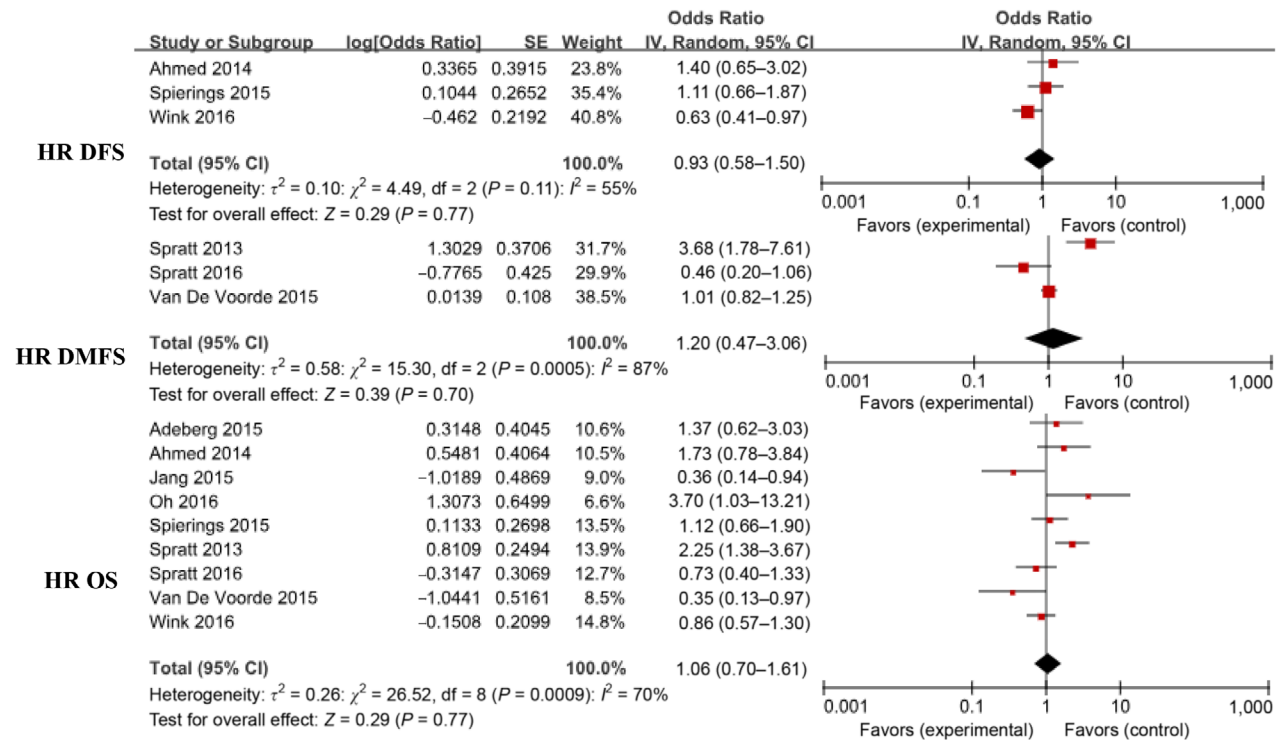 Odds Ratio Odds Ratio
Study or Subgroup log[Odds Ratio] SE Weight IV, Random, 95% CI IV, Random, 95% CI
Ahmed 2014 0.3365 0.3915 23.8% 1.40 (0.65–3.02)
Spierings 2015 0.1044 0.2652 35.4% 1.11 (0.66–1.87)
Wink 2016 –0.462 0.2192 40.8% 0.63 (0.41–0.97)
HR DFS
Total (95% CI) 100.0% 0.93 (0.58–1.50)
Heterogeneity: τ² = 0.10: χ² = 4.49, df = 2 (P = 0.11): I² = 55%
0.001 0.1 1 10 1,000
Test for overall effect: Z = 0.29 (P = 0.77)
Favors (experimental) Favors (control)
Spratt 2013 1.3029 0.3706 31.7% 3.68 (1.78–7.61)
Spratt 2016 –0.7765 0.425 29.9% 0.46 (0.20–1.06)
Van De Voorde 2015 0.0139 0.108 38.5% 1.01 (0.82–1.25)
HR DMFS
Total (95% CI) 100.0% 1.20 (0.47–3.06)
Heterogeneity: τ² = 0.58: χ² = 15.30, df = 2 (P = 0.0005): I² = 87%
0.001 0.1 1 10 1,000
Test for overall effect: Z = 0.39 (P = 0.70)
Favors (experimental) Favors (control)
Adeberg 2015 0.3148 0.4045 10.6% 1.37 (0.62–3.03)
Ahmed 2014 0.5481 0.4064 10.5% 1.73 (0.78–3.84)
Jang 2015 –1.0189 0.4869 9.0% 0.36 (0.14–0.94)
Oh 2016 1.3073 0.6499 6.6% 3.70 (1.03–13.21)
Spierings 2015 0.1133 0.2698 13.5% 1.12 (0.66–1.90)
Spratt 2013 0.8109 0.2494 13.9% 2.25 (1.38–3.67)
HR OS
Spratt 2016 –0.3147 0.3069 12.7% 0.73 (0.40–1.33)
Van De Voorde 2015 –1.0441 0.5161 8.5% 0.35 (0.13–0.97)
Wink 2016 –0.1508 0.2099 14.8% 0.86 (0.57–1.30)
Total (95% CI) 100.0% 1.06 (0.70–1.61)
Heterogeneity: τ² = 0.26: χ² = 26.52, df = 8 (P = 0.0009): I² = 70%
0.001 0.1 1 10 1,000
Test for overall effect: Z = 0.29 (P = 0.77)
Favors (experimental) Favors (control)